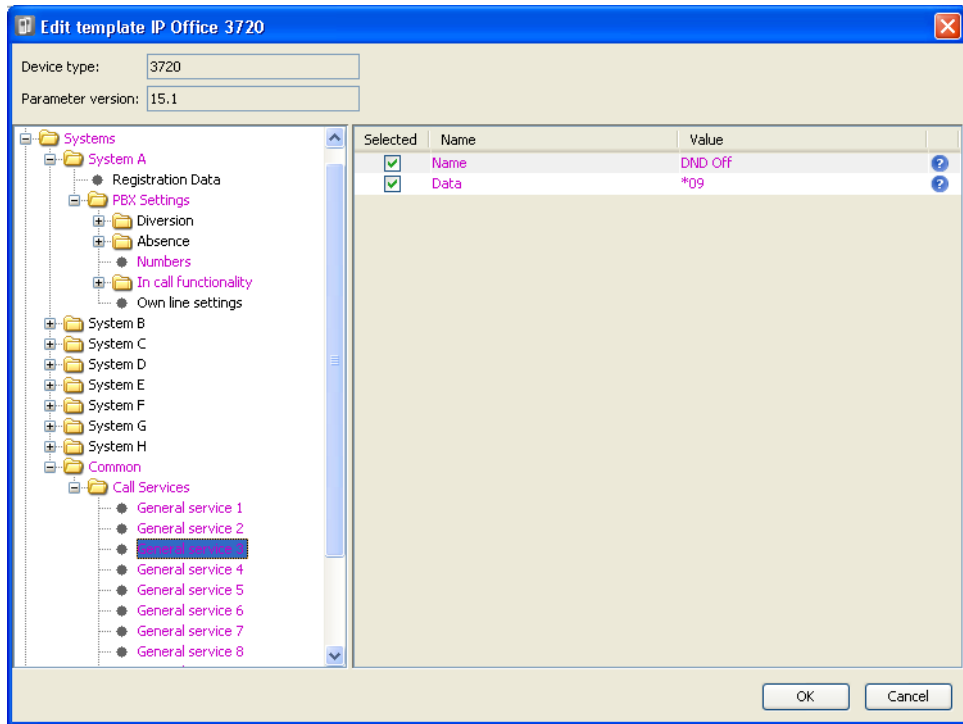 Edit template IP Office 3720
Device type: 3720
Parameter version: 15.1
Systems
System A
Registration Data
PBX Settings
Diversion
Absence
Numbers
In call functionality
Own line settings
System B
System C
System D
System E
System F
System G
System H
Common
Call Services
General service 1
General service 2
General service 3
General service 4
General service 5
General service 6
General service 7
General service 8
Selected Name Value
Name DND Off ?
Data *09 ?
OK Cancel